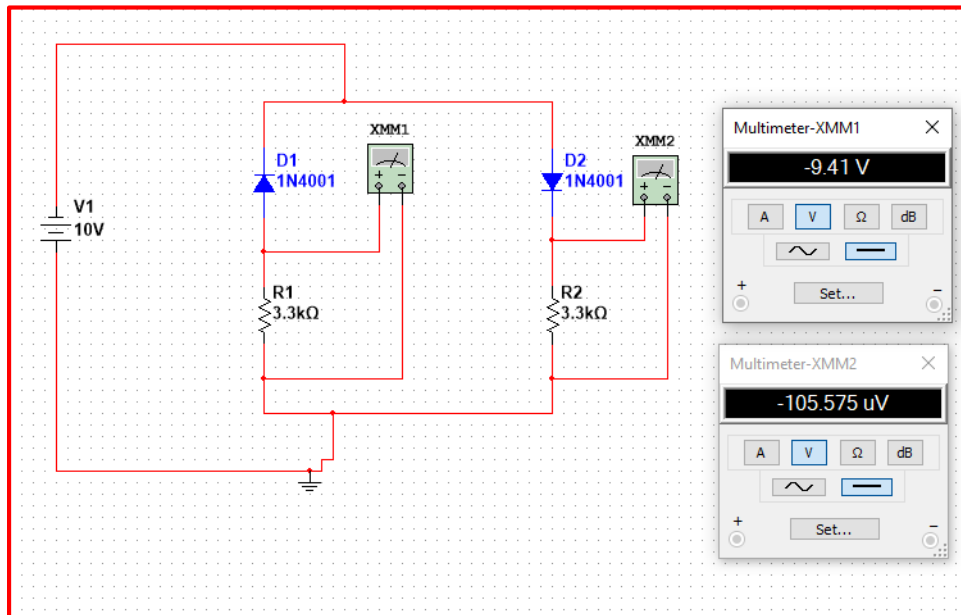 XMM1
XMM2
D1
1N4001
D2
1N4001
+ −
+ −
V1
10V
R1
3.3kΩ
R2
3.3kΩ
Multimeter-XMM1
-9.41 V
A V Ω dB
+ −
Set...
Multimeter-XMM2
-105.575 uV
A V Ω dB
+ −
Set...